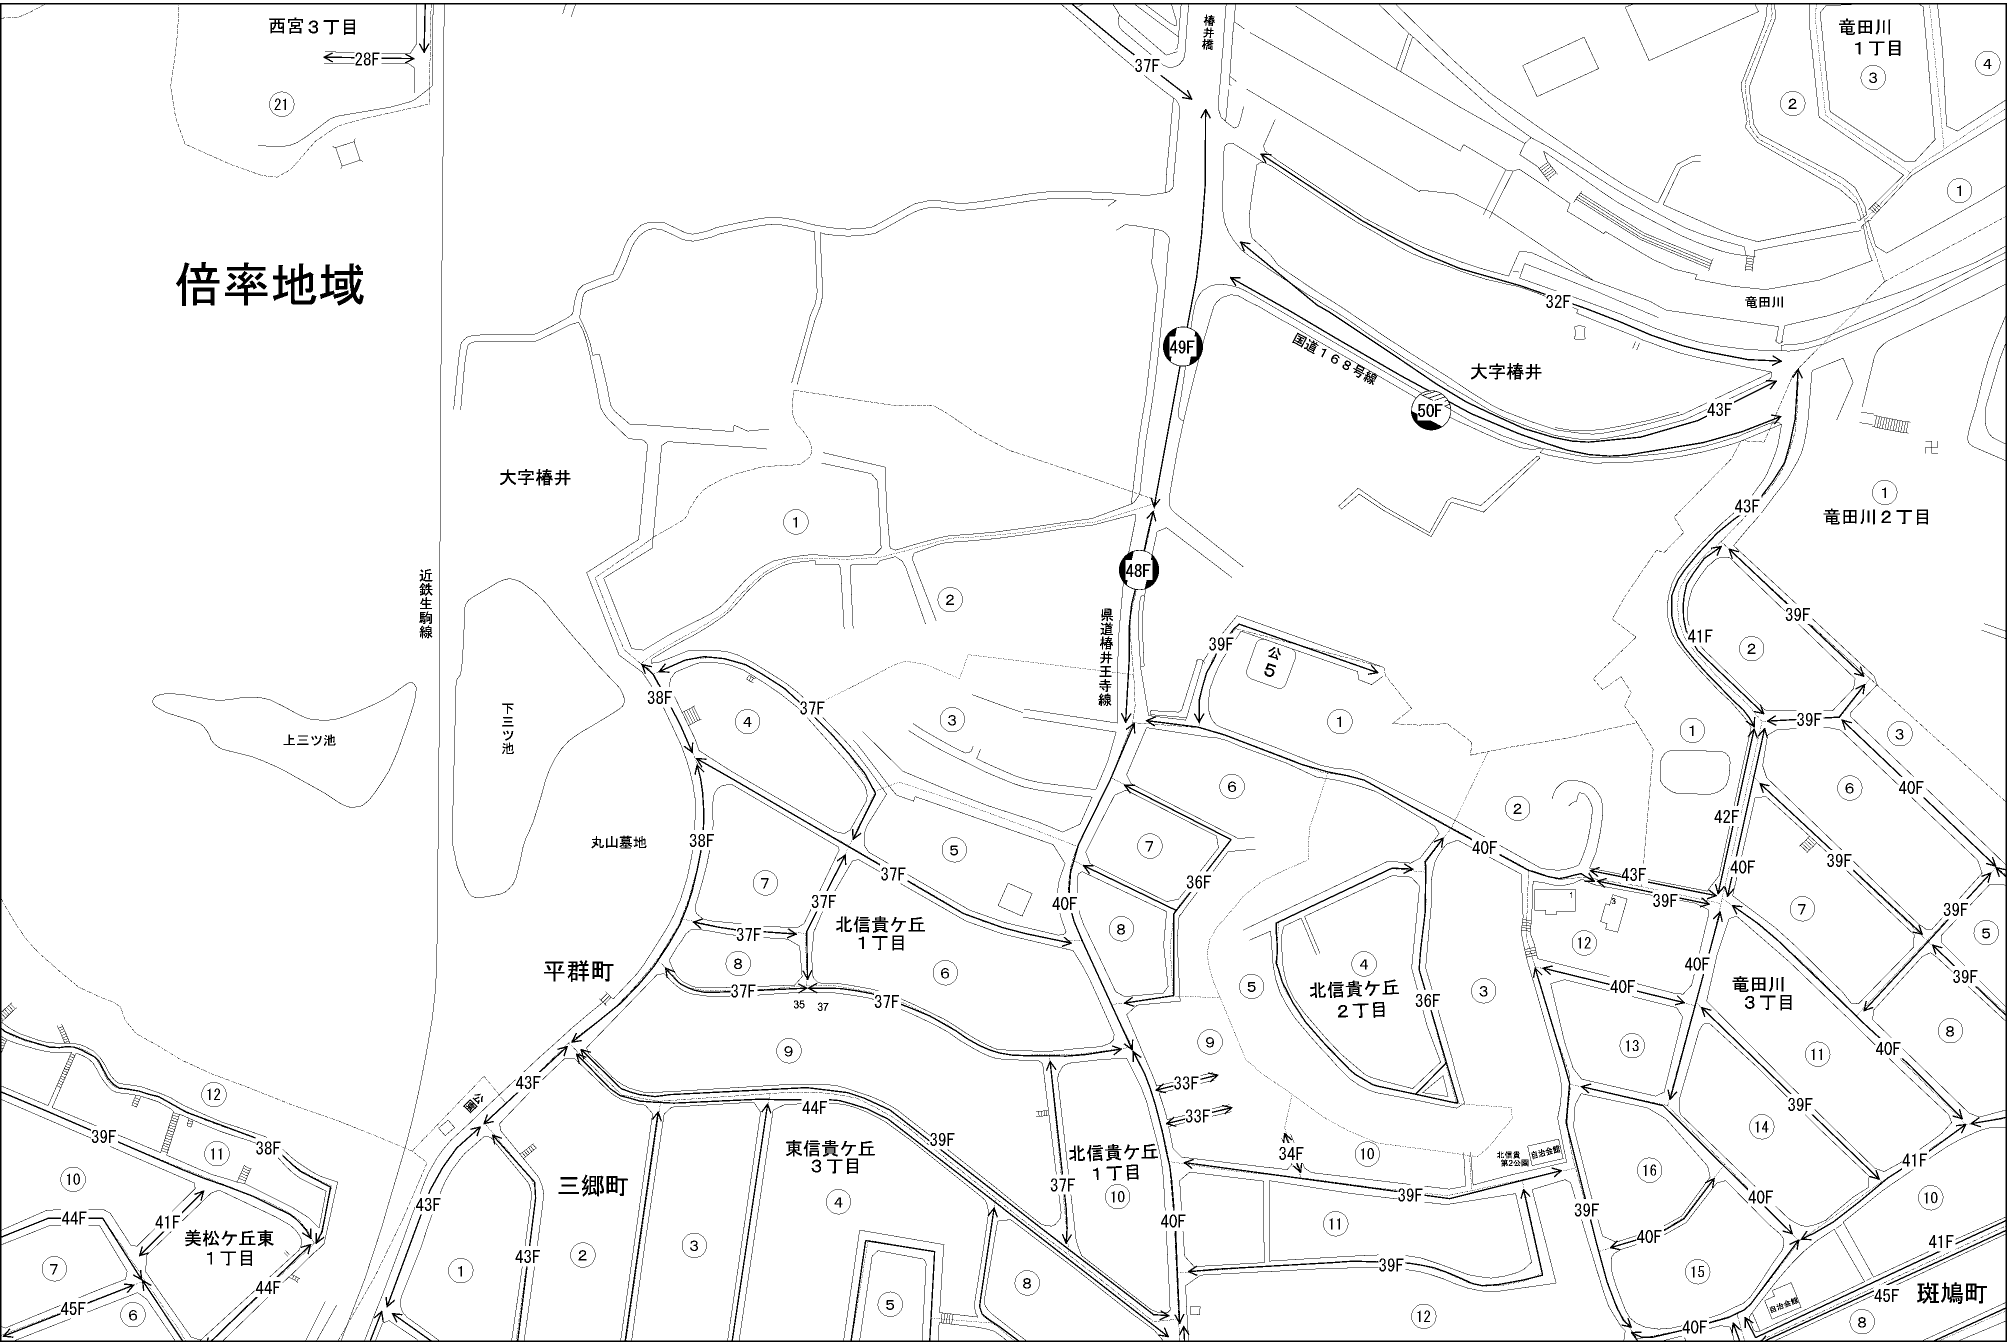 西宮３丁目
28F
21
37F
椿井橋
竜田川
１丁目
3
4
2
1
倍率地域
32F
竜田川
49F
国道１６８号線
大字椿井
50F
43F
大字椿井
1
1
竜田川２丁目
43F
近鉄生駒線
48F
2
県道椿井王寺線
39F
公
5
39F
41F
2
38F
37F
4
3
1
39F
1
3
上三ツ池
下三ツ池
6
40F
6
42F
2
丸山墓地
38F
5
7
40F
40F
39F
37F
7
36F
43F
39F
37F
40F
1
3
7
39F
5
北信貴ケ丘
１丁目
37F
8
12
4
平群町
8
6
5
北信貴ケ丘
２丁目
3
40F
40F
竜田川
３丁目
39F
37F
35
37
37F
36F
9
9
13
11
40F
8
43F
33F
12
公園
44F
33F
39F
39F
39F
38F
11
東信貴ケ丘
３丁目
北信貴ケ丘
１丁目
34F
10
北信貴
第2公園
自治会館
14
41F
10
三郷町
37F
10
39F
16
40F
10
43F
4
44F
41F
美松ケ丘東
１丁目
40F
11
39F
40F
2
3
43F
41F
7
1
39F
15
44F
8
5
12
45F
6
自治会館
45F
斑鳩町
40F
8